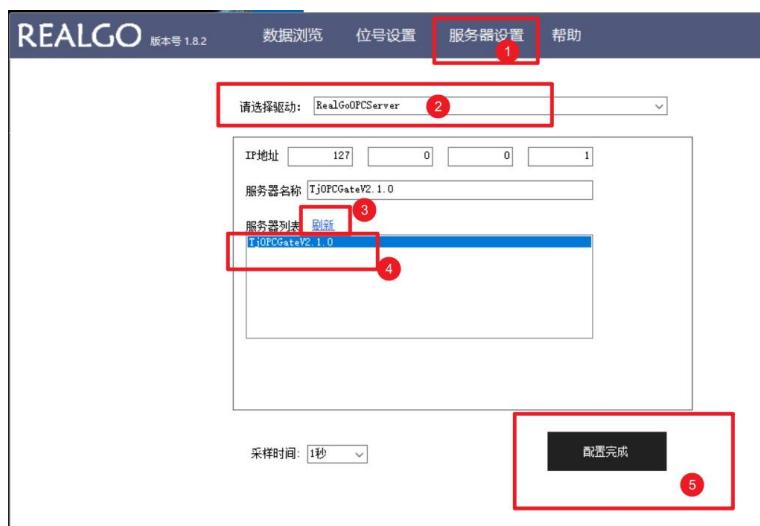 REALGO 版本号 1.8.2 数据浏览 位号设置 服务器设置 帮助
1
请选择驱动： RealGoOPCServer 2
IP地址 127 0 0 1
服务器名称 TjOPCGateV2.1.0
3
服务器列表 刷新
TjOPCGateV2.1.0
4
采样时间： 1秒 配置完成
5